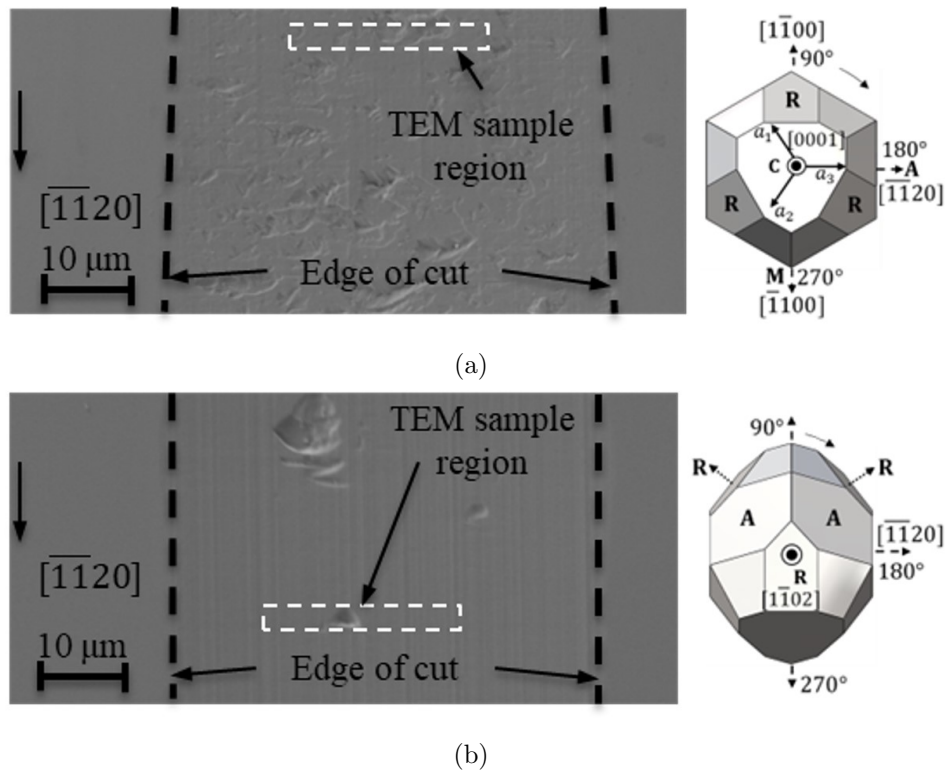 TEM sample
region
[1̅1̅20]
10 μm
Edge of cut
[11̅00]
90°
R
a₁
[0001]
C
a₃
180°
A
[1̅1̅20]
R
R
a₂
M 270°
[1̅100]
(a)
TEM sample
region
[1̅1̅20]
10 μm
Edge of cut
90°
R
R
A
A
[1̅1̅20]
180°
R
[11̅02]
270°
(b)